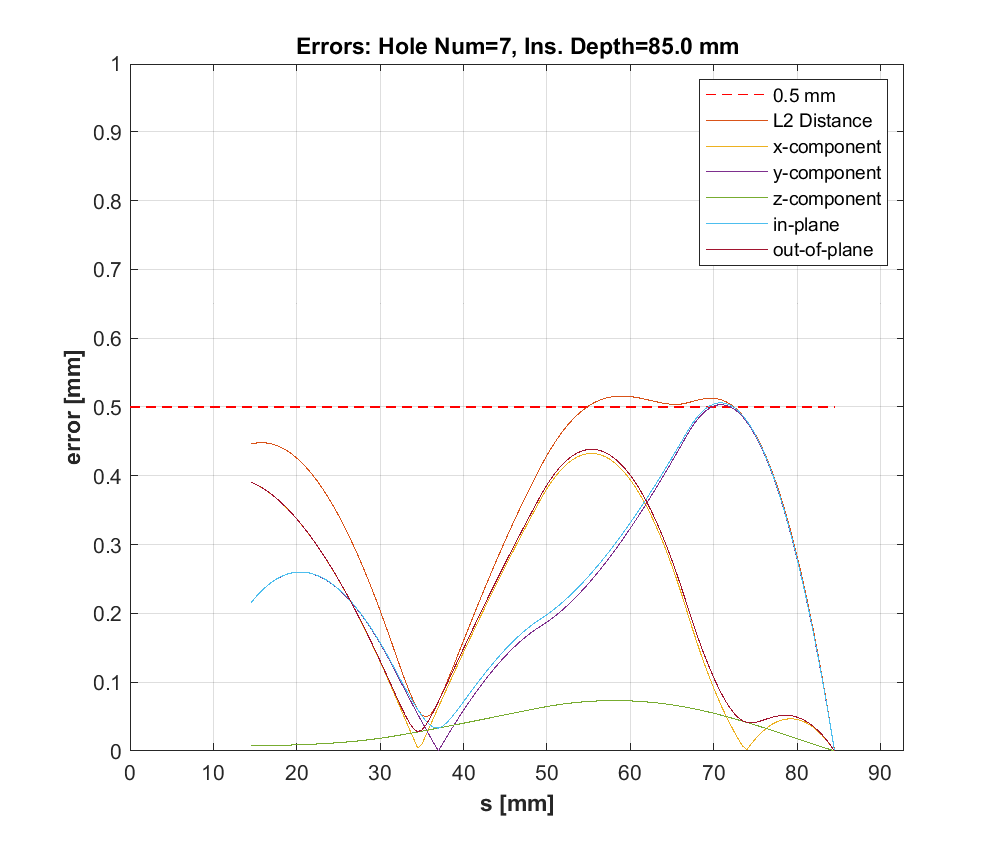 Errors: Hole Num=7, Ins. Depth=85.0 mm
1
0.9
0.8
0.7
0.6
0.5
0.4
0.3
0.2
0.1
0
error [mm]
0.5 mm
L2 Distance
x-component
y-component
z-component
in-plane
out-of-plane
0 10 20 30 40 50 60 70 80 90
s [mm]